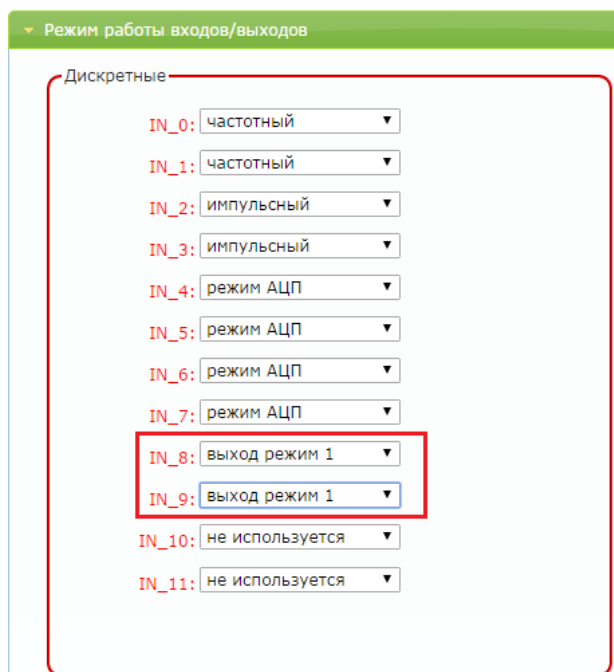 Режим работы входов/выходов
Дискретные
IN_0: частотный
IN_1: частотный
IN_2: импульсный
IN_3: импульсный
IN_4: режим АЦП
IN_5: режим АЦП
IN_6: режим АЦП
IN_7: режим АЦП
IN_8: выход режим 1
IN_9: выход режим 1
IN_10: не используется
IN_11: не используется